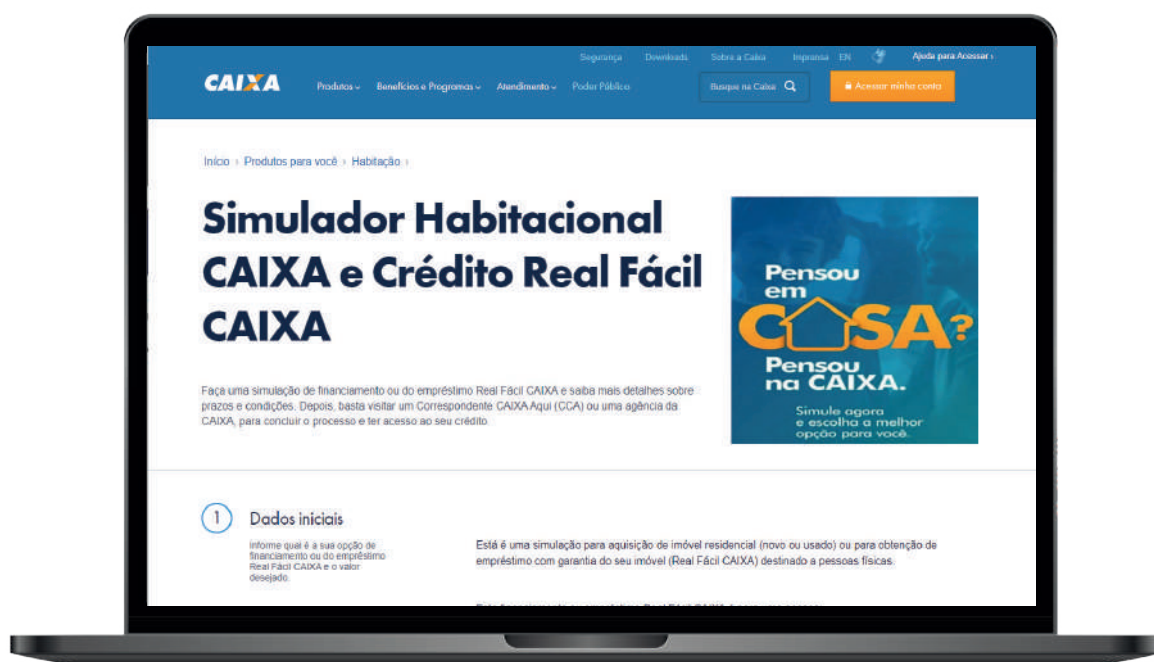 Segurança Downloads Sobre a Caixa Imprensa EN Ajuda para Acessar ›
CAIXA Produtos Benefícios e Programas Atendimento Poder Público Busque na Caixa Acessar minha conta
Início › Produtos para você › Habitação ›
Simulador Habitacional
CAIXA e Crédito Real Fácil
CAIXA
Faça uma simulação de financiamento ou do empréstimo Real Fácil CAIXA e saiba mais detalhes sobre
prazos e condições. Depois, basta visitar um Correspondente CAIXA Aqui (CCA) ou uma agência da
CAIXA, para concluir o processo e ter acesso ao seu crédito.
Pensou
em
CASA?
Pensou
na CAIXA.
Simule agora
e escolha a melhor
opção para você.
1 Dados iniciais
Informe qual é a sua opção de
financiamento ou do empréstimo
Real Fácil CAIXA e o valor
desejado.
Está é uma simulação para aquisição de imóvel residencial (novo ou usado) ou para obtenção de
empréstimo com garantia do seu imóvel (Real Fácil CAIXA) destinado a pessoas físicas.